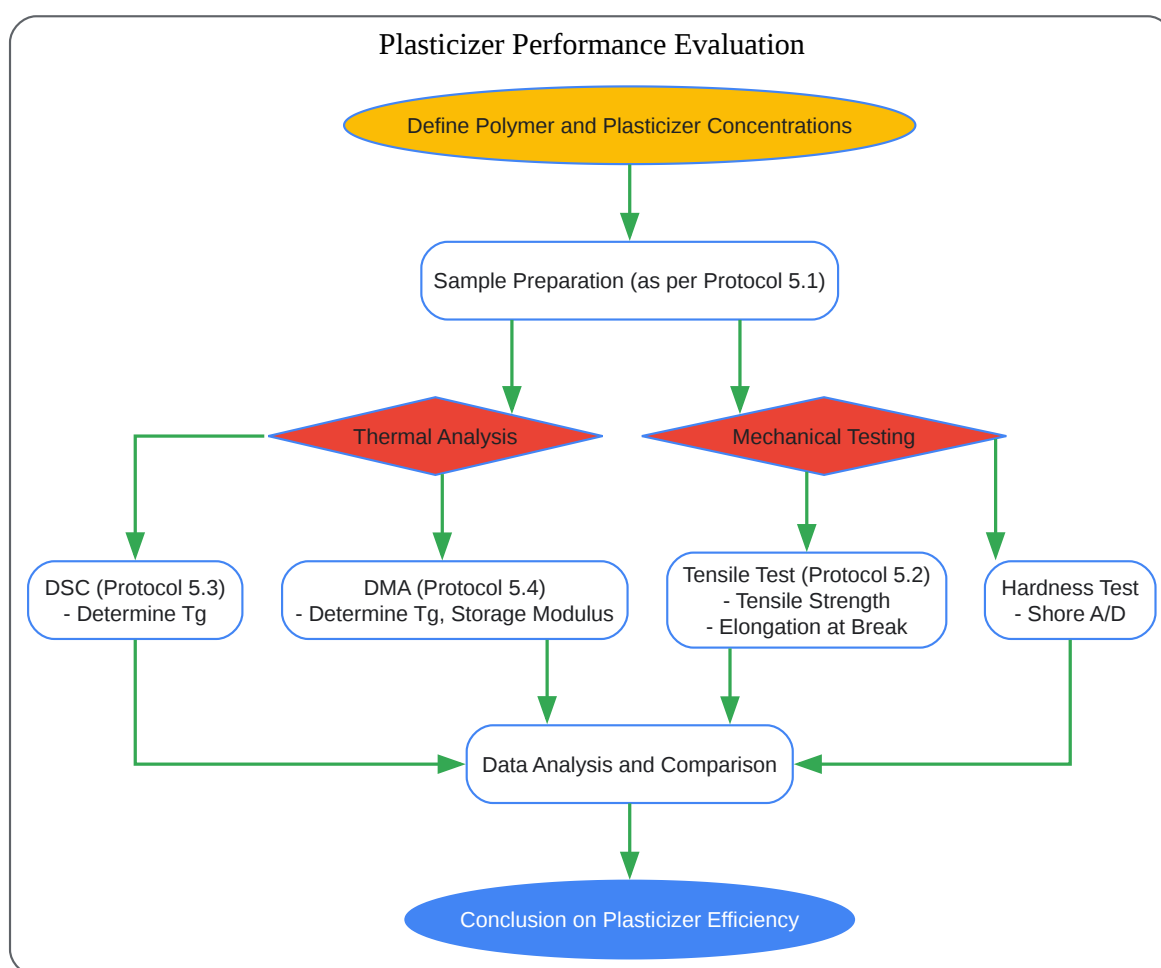 Plasticizer Performance Evaluation
Define Polymer and Plasticizer Concentrations
Sample Preparation (as per Protocol 5.1)
Thermal Analysis
Mechanical Testing
DSC (Protocol 5.3)
- Determine Tg
DMA (Protocol 5.4)
- Determine Tg, Storage Modulus
Tensile Test (Protocol 5.2)
- Tensile Strength
- Elongation at Break
Hardness Test
- Shore A/D
Data Analysis and Comparison
Conclusion on Plasticizer Efficiency